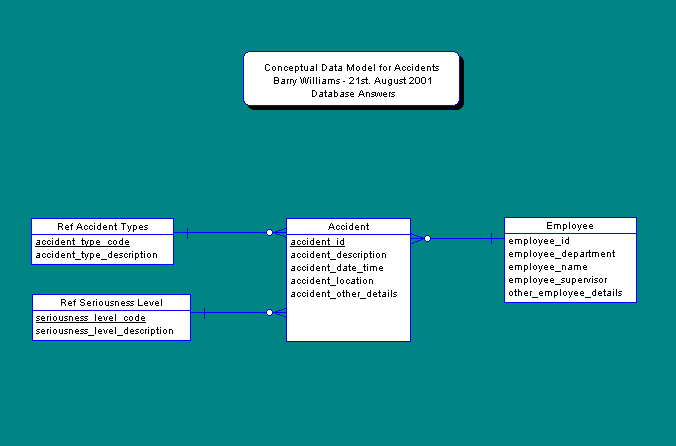 Conceptual Data Model for Accidents
Barry Williams - 21st. August 2001
Database Answers
Ref Accident Types
accident_type_code
accident_type_description
Ref Seriousness Level
seriousness_level_code
seriousness_level_description
Accident
accident_id
accident_description
accident_date_time
accident_location
accident_other_details
Employee
employee_id
employee_department
employee_name
employee_supervisor
other_employee_details